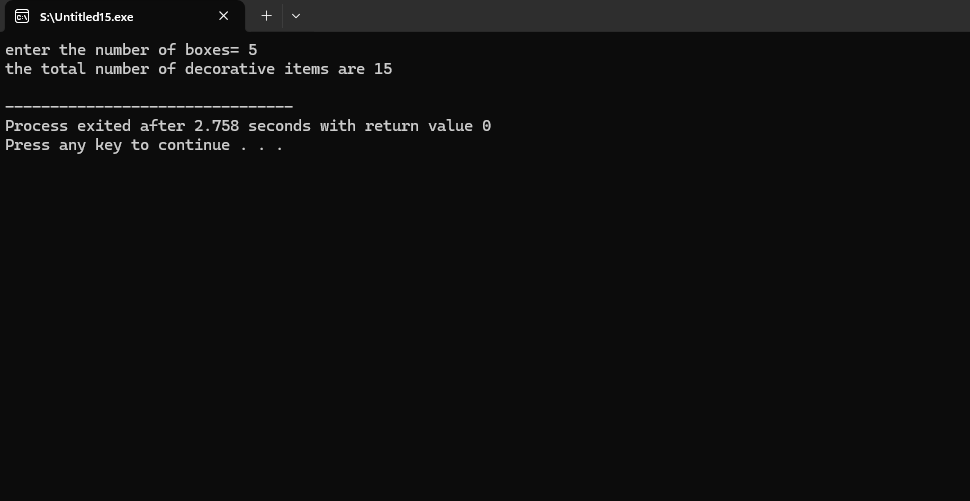 S:\Untitled15.exe
enter the number of boxes= 5
the total number of decorative items are 15
--------------------------------
Process exited after 2.758 seconds with return value 0
Press any key to continue . . .